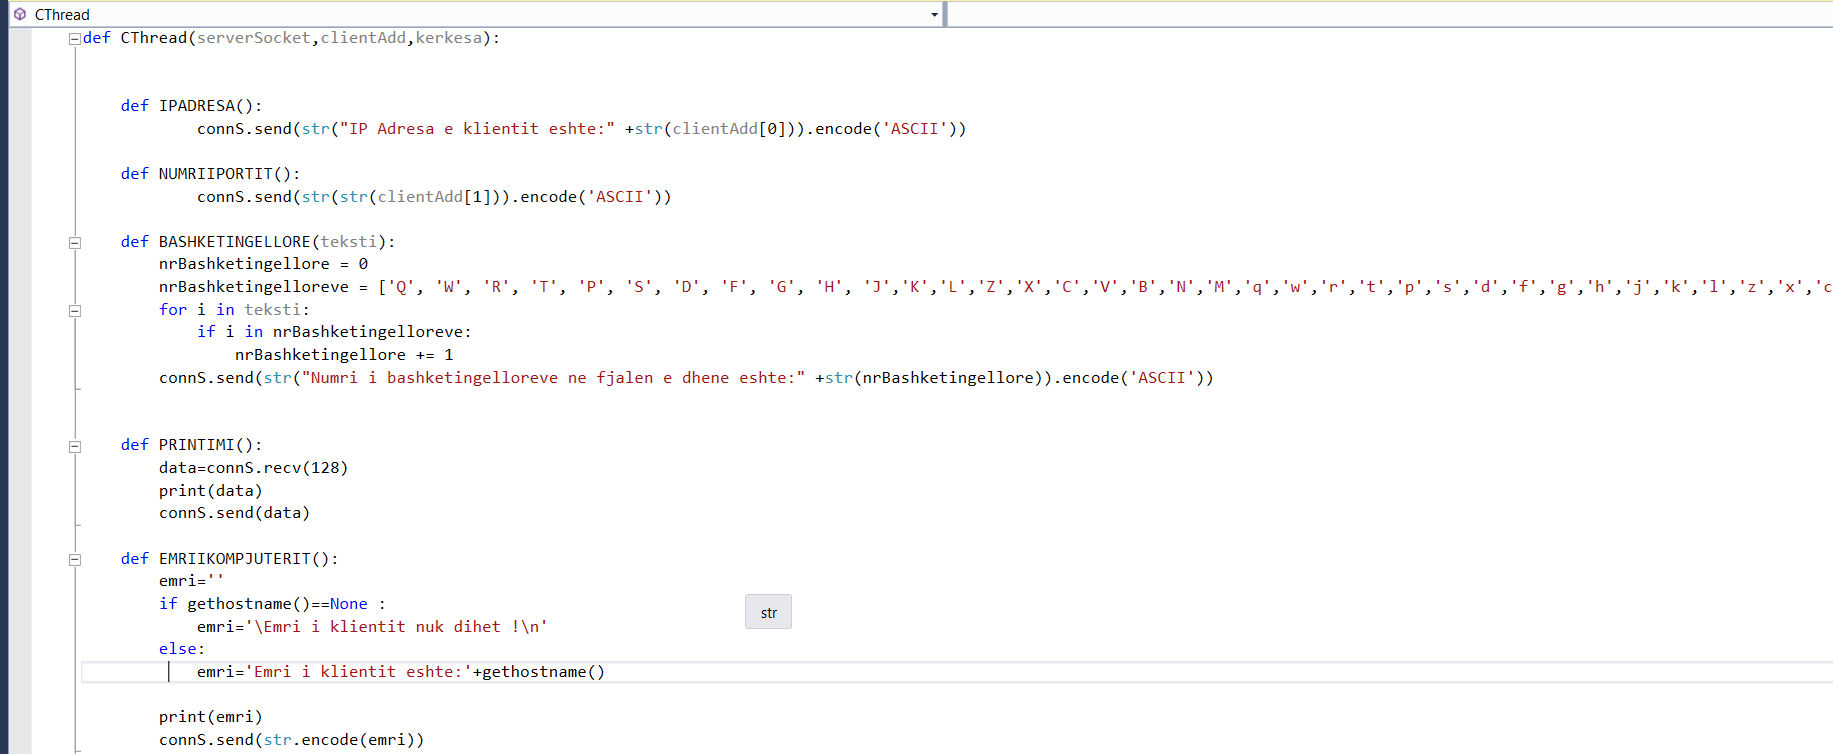 CThread
def CThread(serverSocket,clientAdd,kerkesa):
def IPADRESA():
connS.send(str("IP Adresa e klientit eshte:" +str(clientAdd[0])).encode('ASCII'))
def NUMRIIPORTIT():
connS.send(str(str(clientAdd[1])).encode('ASCII'))
def BASHKETINGELLORE(teksti):
nrBashketingellore = 0
nrBashketingelloreve = ['Q', 'W', 'R', 'T', 'P', 'S', 'D', 'F', 'G', 'H', 'J','K','L','Z','X','C','V','B','N','M','q','w','r','t','p','s','d','f','g','h','j','k','l','z','x','c
for i in teksti:
if i in nrBashketingelloreve:
nrBashketingellore += 1
connS.send(str("Numri i bashketingelloreve ne fjalen e dhene eshte:" +str(nrBashketingellore)).encode('ASCII'))
def PRINTIMI():
data=connS.recv(128)
print(data)
connS.send(data)
def EMRIIKOMPJUTERIT():
emri=''
if gethostname()==None :
str
emri='\Emri i klientit nuk dihet !\n'
else:
emri='Emri i klientit eshte:'+gethostname()
print(emri)
connS.send(str.encode(emri))